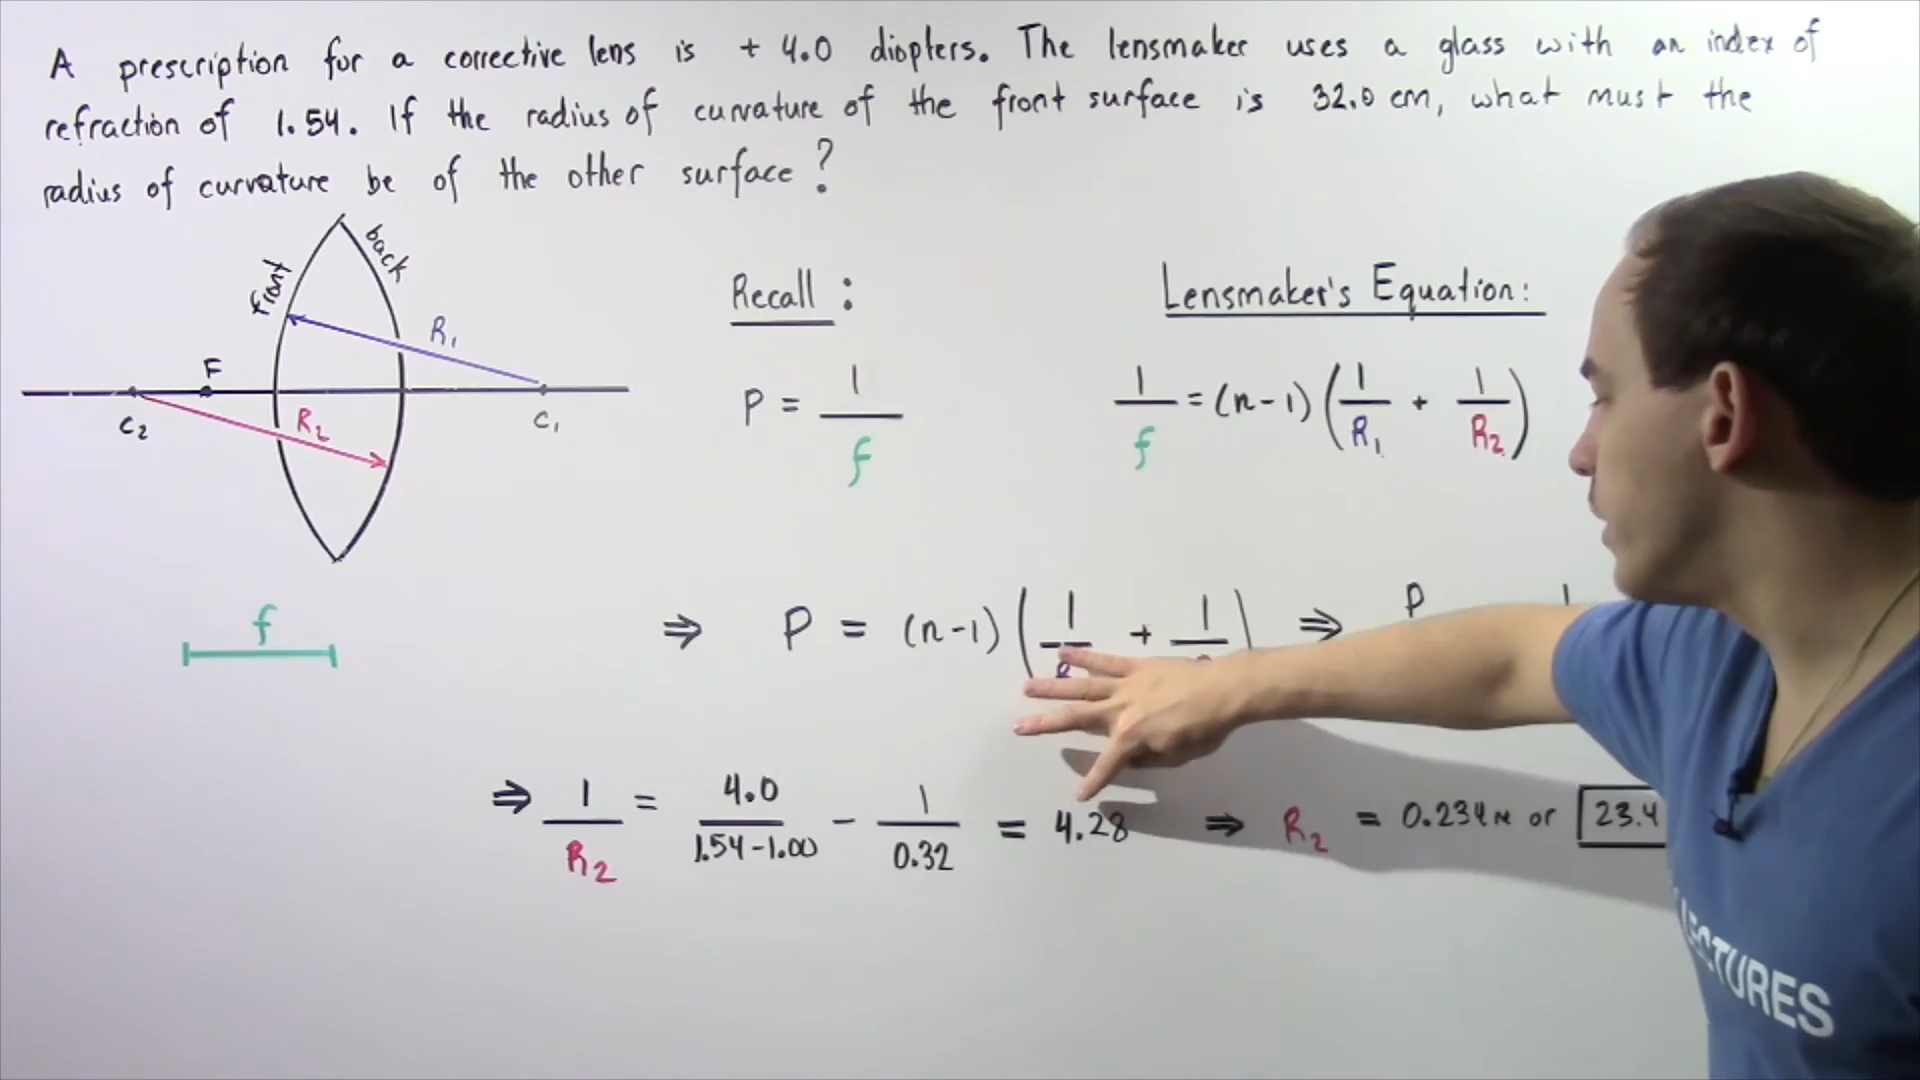 A prescription for a corrective lens is + 4.0 diopters. The lensmaker uses a glass with an index of
refraction of 1.54. If the radius of curvature of the front surface is 32.0 cm, what must the
radius of curvature be of the other surface?
front
back
R₁
F
C₂
R₂
C₁
f
Recall:
P = 1/f
Lensmaker's Equation:
1/f = (n-1)(1/R₁ + 1/R₂)
⇒ P = (n-1)(1/ + 1/ ) ⇒ P 1
⇒ 1/R₂ = 4.0/(1.54-1.00) - 1/0.32 = 4.28 ⇒ R₂ = 0.234 m or 23.4
LECTURES